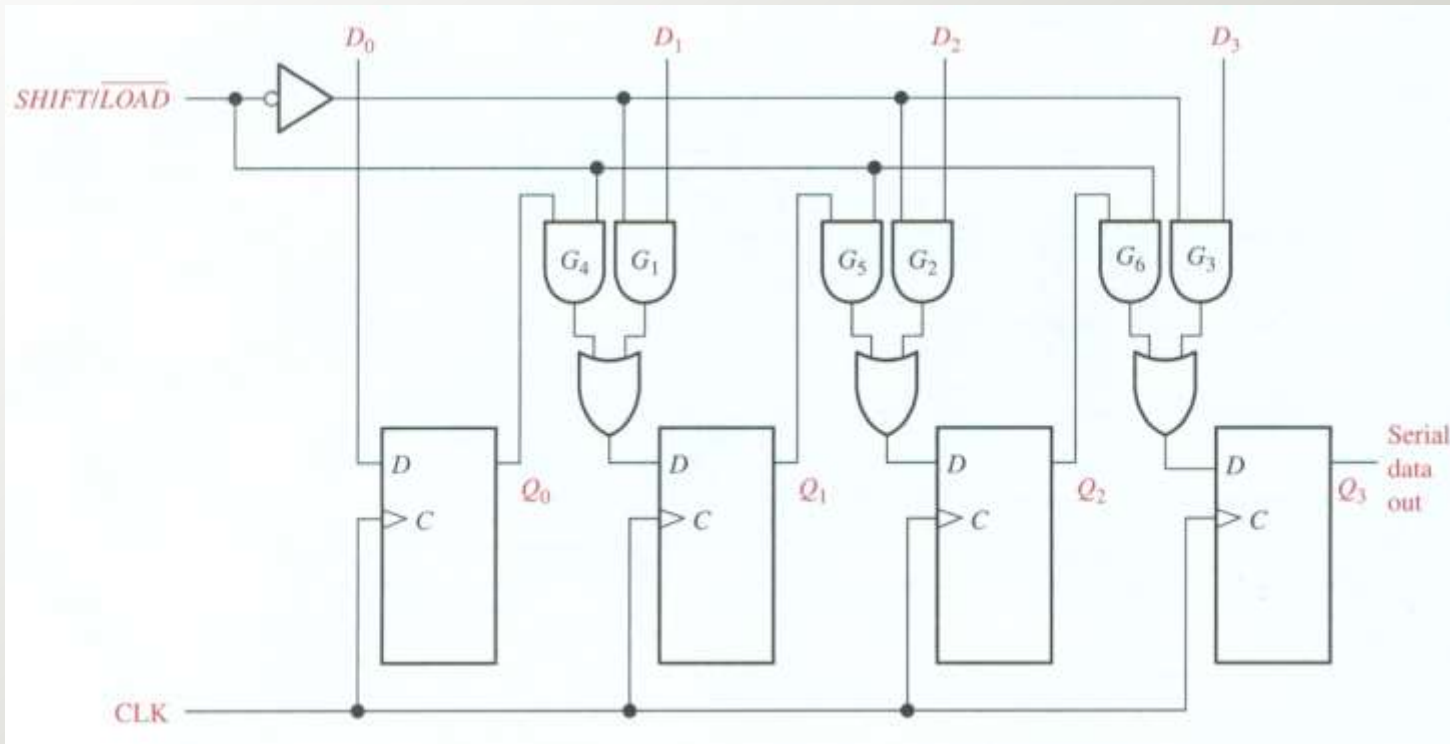 D₀ D₁ D₂ D₃
SHIFT/L̅O̅A̅D̅
G₄ G₁ G₅ G₂ G₆ G₃
D Q₀ D Q₁ D Q₂ D Q₃
C C C C
Serial
data
out
CLK